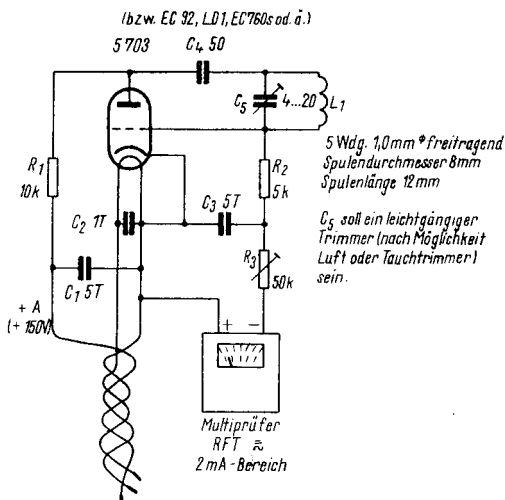 (bzw. EC 92, LD1, EC760s od. ä.)
5703
C4 50
C5
4...20
L1
5 Wdg. 1,0mm ⌀ freitragend
Spulendurchmesser 8mm
Spulenlänge 12mm
R1
10k
R2
5k
C2 1T
C3 5T
C5 soll ein leichtgängiger
Trimmer (nach Möglichkeit
Luft oder Tauchtrimmer)
sein.
C1 5T
R3
50k
+ A
(+ 150V)
+ −
Multiprüfer
RFT ≂
2mA-Bereich